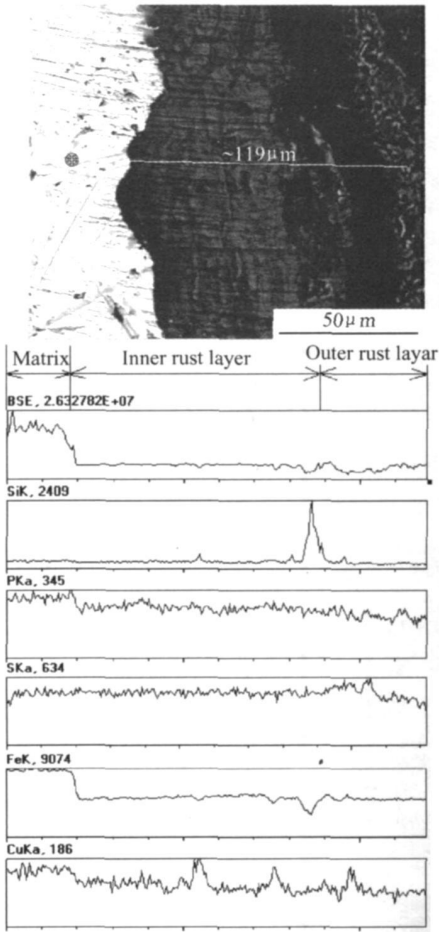 ~119μm
50μm
Matrix Inner rust layer Outer rust layar
BSE, 2.632782E+07
SiK, 2409
PKa, 345
SKa, 634
FeK, 9074
CuKa, 186